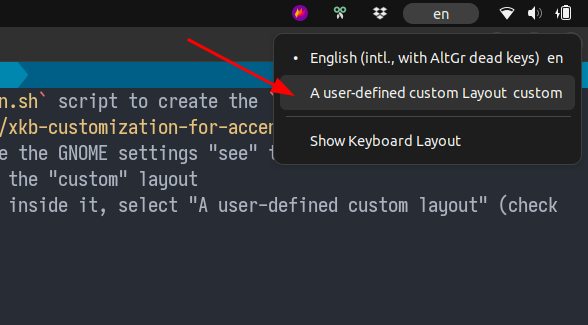 en
• English (intl., with AltGr dead keys) en
A user-defined custom Layout custom
Show Keyboard Layout
n.sh` script to create the `
/xkb-customization-for-accen
e the GNOME settings "see" t
the "custom" layout
inside it, select "A user-defined custom layout" (check